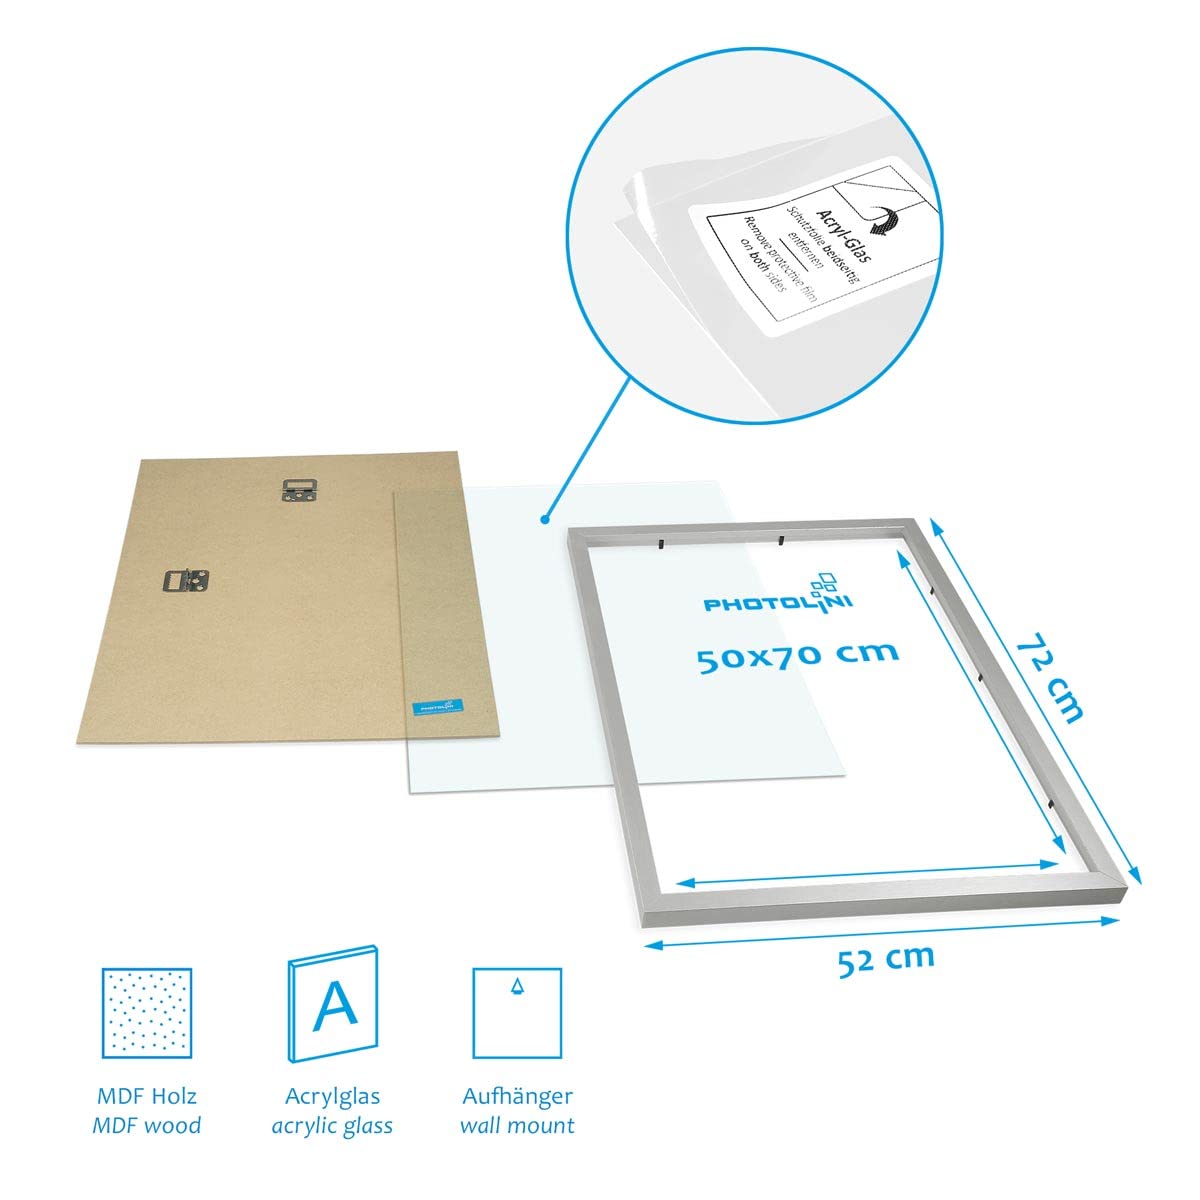 Acryl-Glas
Schutzfolie beidseitig
entfernen
Remove protective film
on both sides
PHOTOLINI
50x70 cm
72 cm
52 cm
PHOTOLINI
A
MDF Holz
MDF wood
Acrylglas
acrylic glass
Aufhänger
wall mount